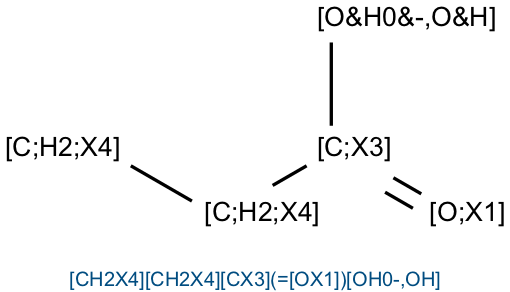 [O&H0&-,O&H]
[C;H2;X4]
[C;X3]
[C;H2;X4]
[O;X1]
[CH2X4][CH2X4][CX3](=[OX1])[OH0-,OH]